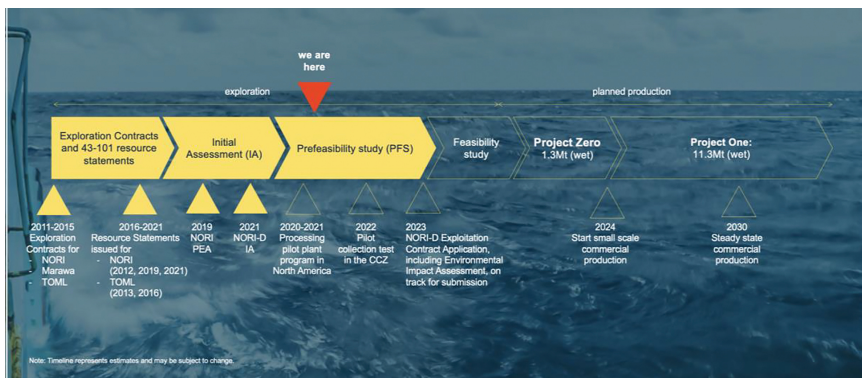 we are
here
exploration
planned production
Exploration Contracts
and 43-101 resource
statements
Initial
Assessment (IA)
Prefeasibility study (PFS)
Feasibility
study
Project Zero
1.3Mt (wet)
Project One:
11.3Mt (wet)
2011-2015
Exploration
Contracts for
- NORI
- Marawa
- TOML
2016-2021
Resource Statements
issued for
- NORI
(2012, 2019, 2021)
- TOML
(2013, 2016)
2019
NORI
PEA
2021
NORI-D
IA
2020-2021
Processing
pilot plant
program in
North America
2022
Pilot
collection test
in the CCZ
2023
NORI-D Exploitation
Contract Application,
including Environmental
Impact Assessment, on
track for submission
2024
Start small scale
commercial
production
2030
Steady state
commercial
production
Note: Timeline represents estimates and may be subject to change.